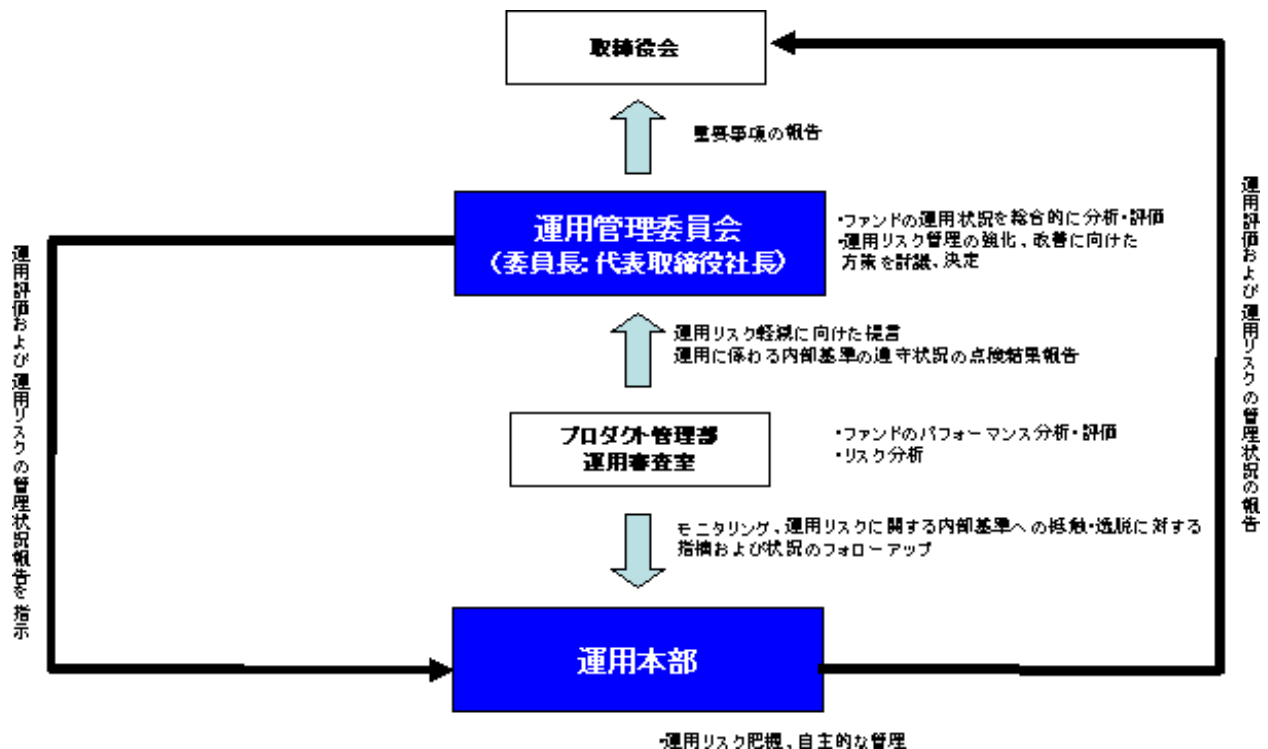 取締役会
重要事項の報告
運用管理委員会
（委員長：代表取締役社長）
・ファンドの運用状況を総合的に分析・評価
・運用リスク管理の強化、改善に向けた
方策を討議、決定
運用リスク軽減に向けた提言
運用に係わる内部基準の遵守状況の点検結果報告
プロダクト管理部
運用審査室
・ファンドのパフォーマンス分析・評価
・リスク分析
モニタリング、運用リスクに関する内部基準への抵触・逸脱に対する
指摘および状況のフォローアップ
運用本部
・運用リスク把握、自主的な管理
運用評価および運用リスクの管理状況報告を指示
運用評価および運用リスクの管理状況の報告